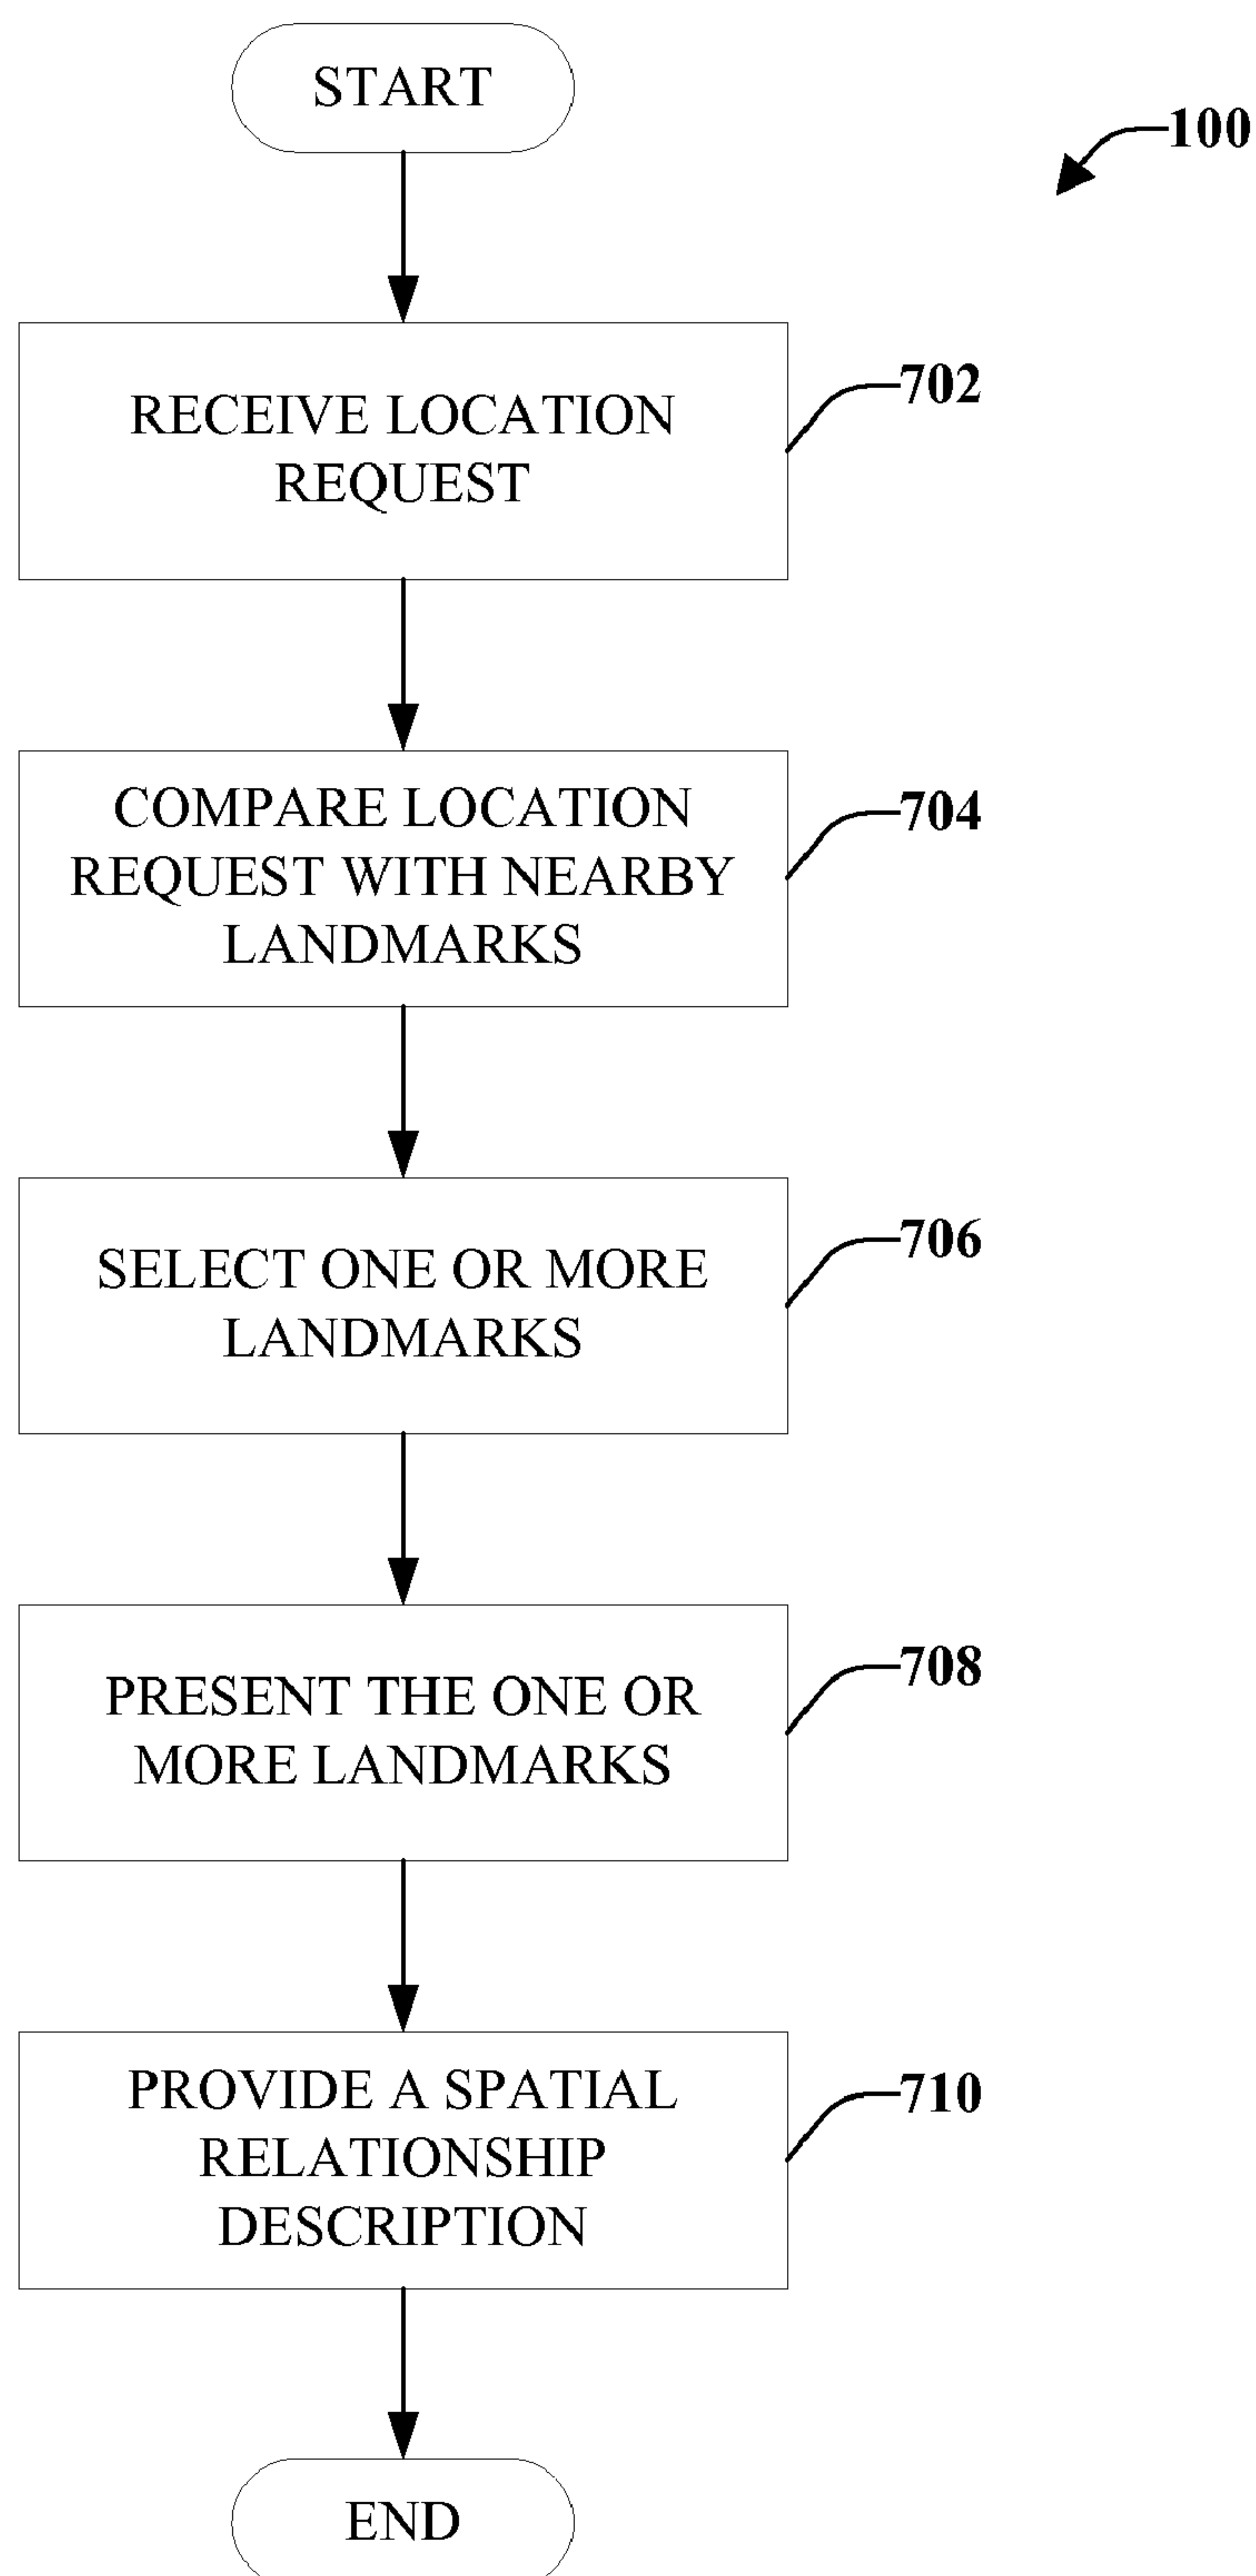 START
100
RECEIVE LOCATION
REQUEST
702
COMPARE LOCATION
REQUEST WITH NEARBY
LANDMARKS
704
SELECT ONE OR MORE
LANDMARKS
706
PRESENT THE ONE OR
MORE LANDMARKS
708
PROVIDE A SPATIAL
RELATIONSHIP
DESCRIPTION
710
END